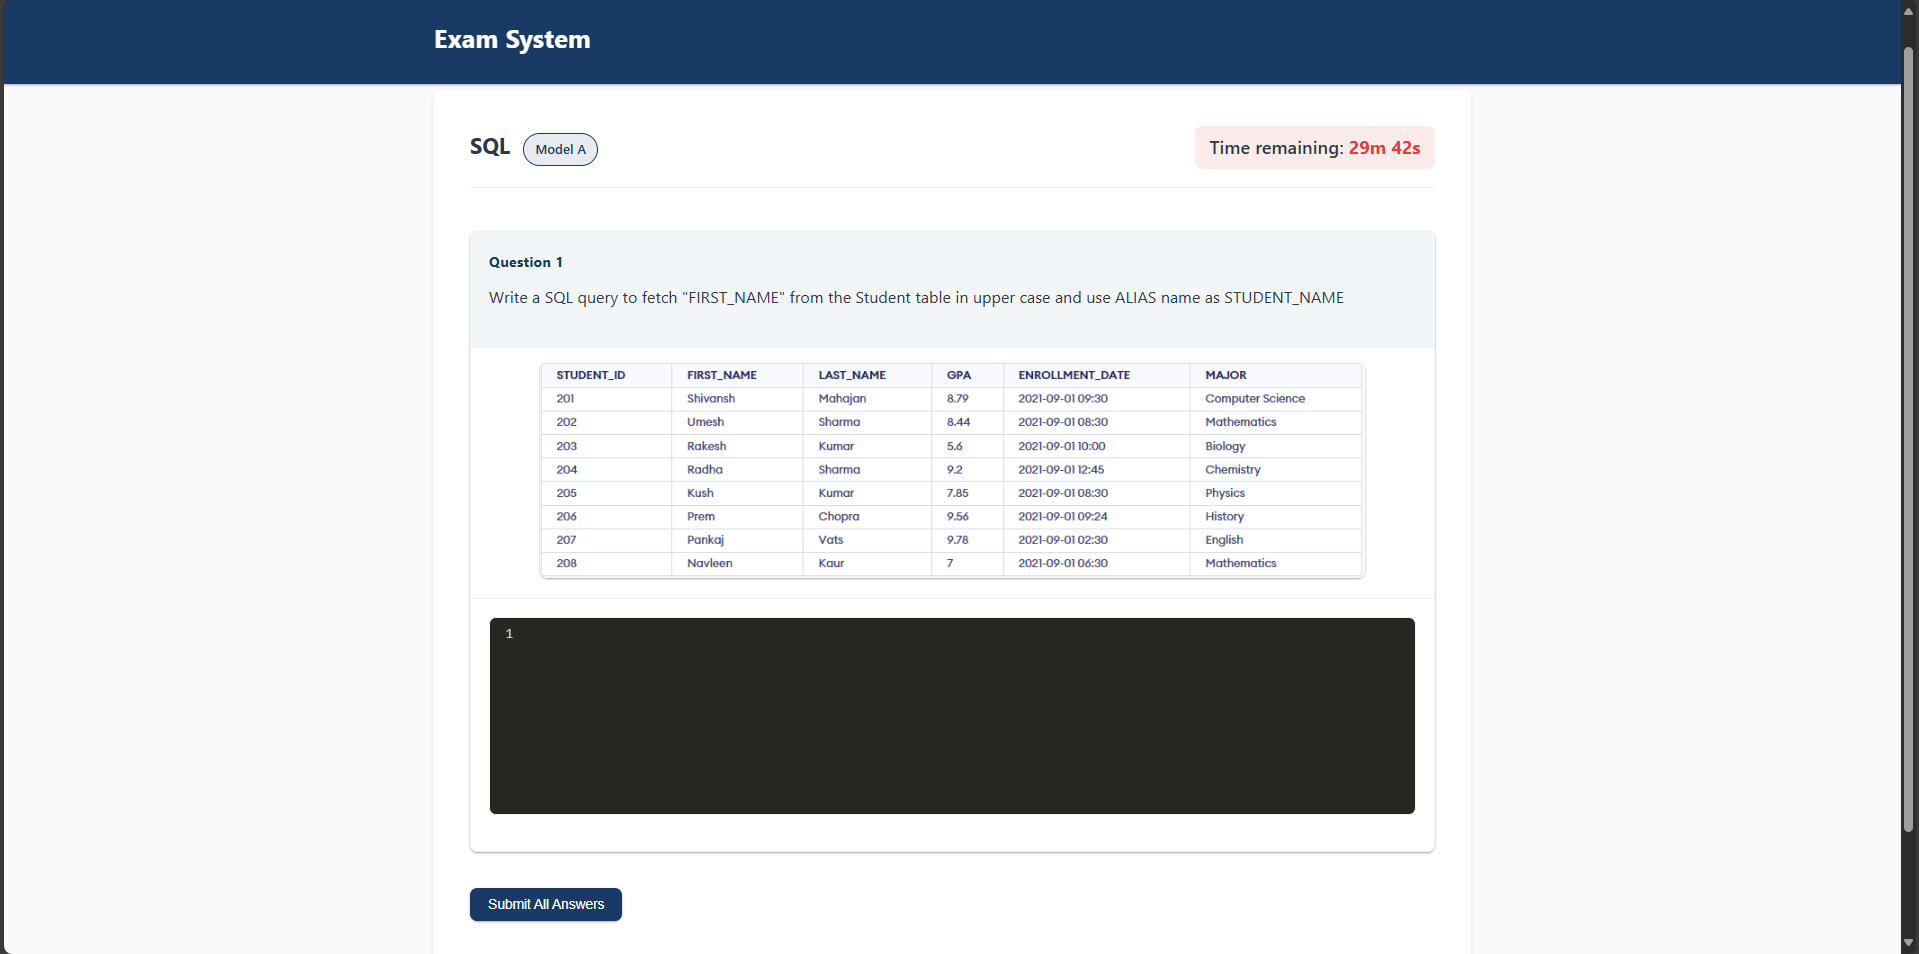 Exam System
SQL Model A Time remaining: 29m 42s
Question 1
Write a SQL query to fetch "FIRST_NAME" from the Student table in upper case and use ALIAS name as STUDENT_NAME
STUDENT_ID FIRST_NAME LAST_NAME GPA ENROLLMENT_DATE MAJOR
201 Shivansh Mahajan 8.79 2021-09-01 09:30 Computer Science
202 Umesh Sharma 8.44 2021-09-01 08:30 Mathematics
203 Rakesh Kumar 5.6 2021-09-01 10:00 Biology
204 Radha Sharma 9.2 2021-09-01 12:45 Chemistry
205 Kush Kumar 7.85 2021-09-01 08:30 Physics
206 Prem Chopra 9.56 2021-09-01 09:24 History
207 Pankaj Vats 9.78 2021-09-01 02:30 English
208 Navleen Kaur 7 2021-09-01 06:30 Mathematics
1
Submit All Answers